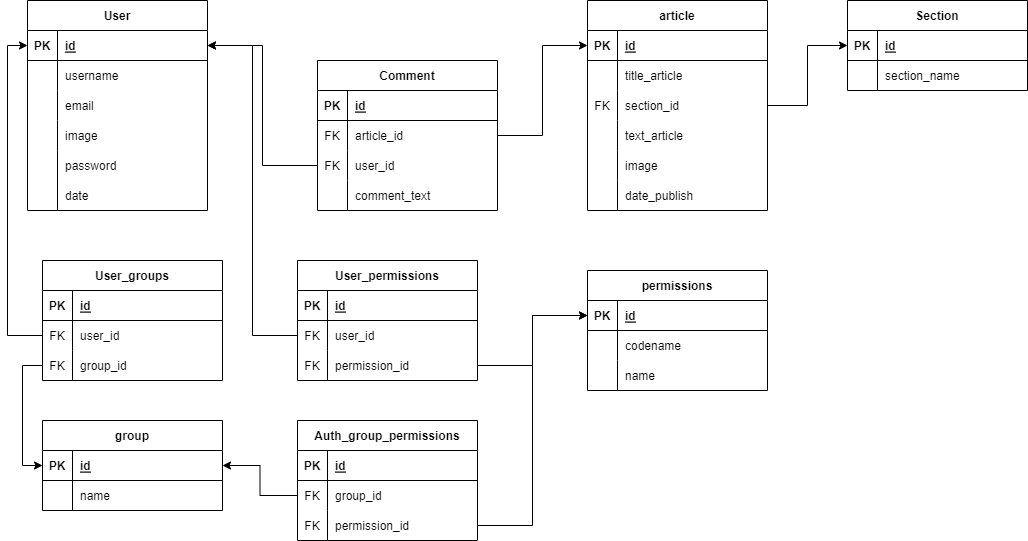 User
PK id
username
email
image
password
date
Comment
PK id
FK article_id
FK user_id
comment_text
article
PK id
title_article
FK section_id
text_article
image
date_publish
Section
PK id
section_name
User_groups
PK id
FK user_id
FK group_id
User_permissions
PK id
FK user_id
FK permission_id
permissions
PK id
codename
name
group
PK id
name
Auth_group_permissions
PK id
FK group_id
FK permission_id